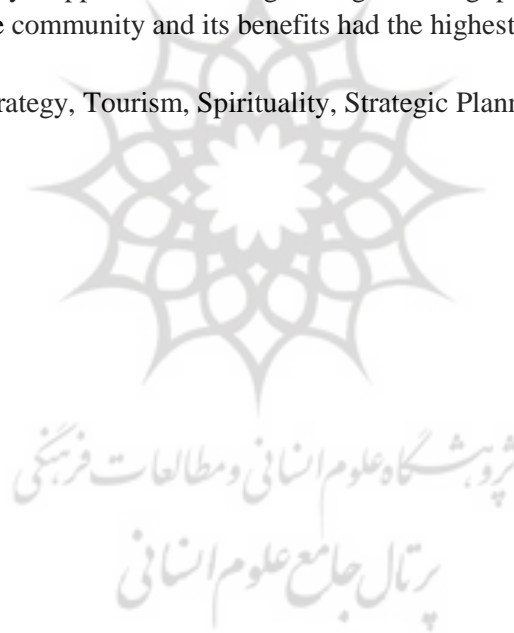 e community and its benefits had the highest
rategy, Tourism, Spirituality, Strategic Plann
پژوهشگاه علوم انسانی و مطالعات فرهنگی
پرتال جامع علوم انسانی